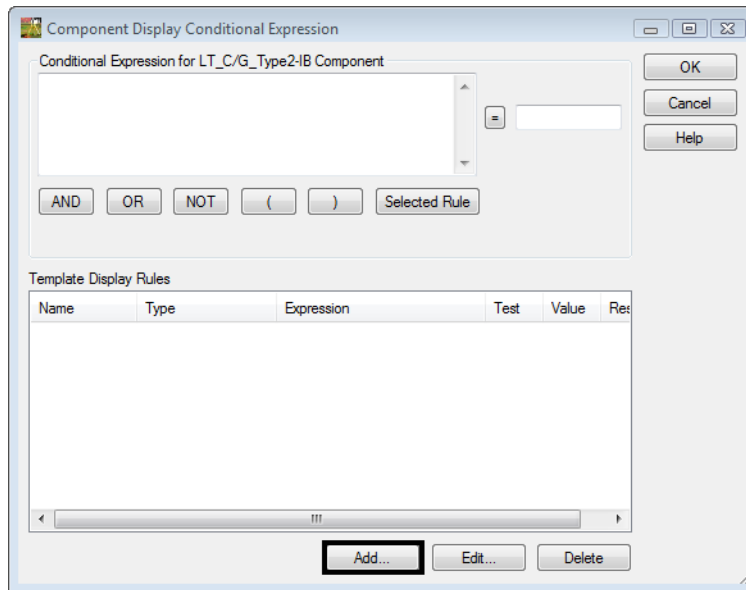 Component Display Conditional Expression
Conditional Expression for LT_C/G_Type2-IB Component
=
OK
Cancel
Help
AND OR NOT ( ) Selected Rule
Template Display Rules
Name Type Expression Test Value Res
Add... Edit... Delete